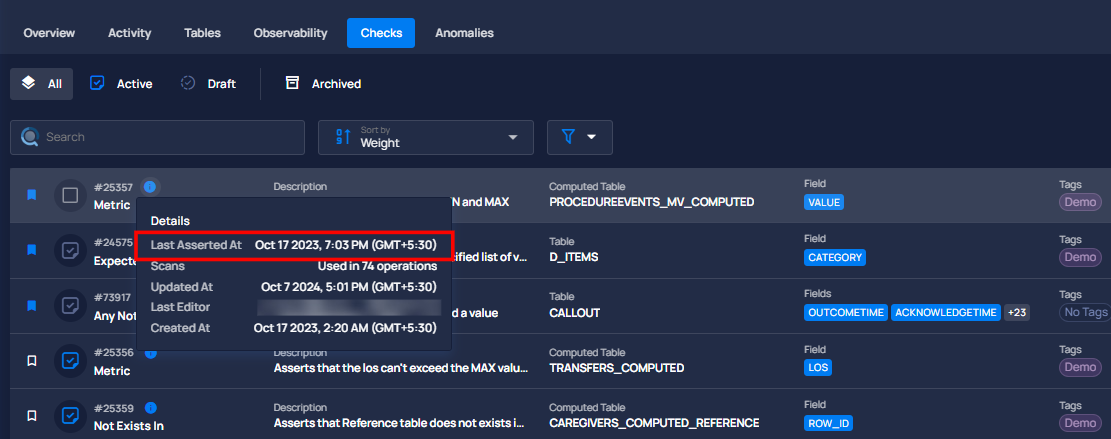 Overview Activity Tables Observability Checks Anomalies
All Active Draft Archived
Search Sort by Weight
#25357 Description Computed Table Field Tags
Metric N and MAX PROCEDUREEVENTS_MV_COMPUTED VALUE Demo
Details
Last Asserted At Oct 17 2023, 7:03 PM (GMT+5:30)
Scans Used in 74 operations
Updated At Oct 7 2024, 5:01 PM (GMT+5:30)
Last Editor
Created At Oct 17 2023, 2:20 AM (GMT+5:30)
#24575 Table Field Tags
Expecte cified list of v... D_ITEMS CATEGORY Demo
#73917 Table Fields Tags
Any Not d a value CALLOUT OUTCOMETIME ACKNOWLEDGETIME +23 No Tags
#25356 Description Computed Table Field Tags
Metric Asserts that the los can't exceed the MAX value... TRANSFERS_COMPUTED LOS Demo
#25359 Description Computed Table Field Tags
Not Exists In Asserts that Reference table does not exists i... CAREGIVERS_COMPUTED_REFERENCE ROW_ID Demo